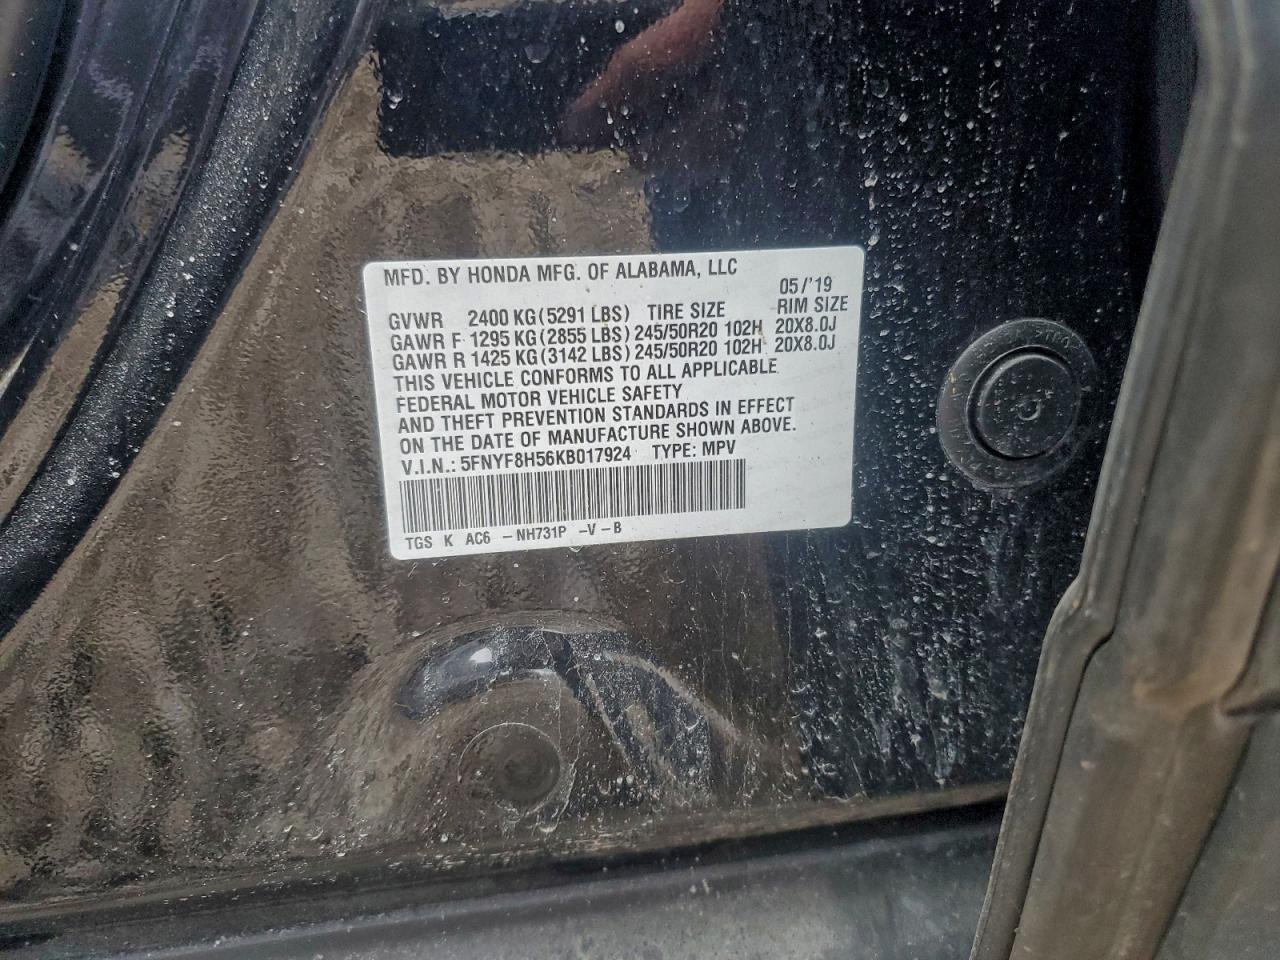 MFD. BY HONDA MFG. OF ALABAMA, LLC
05/'19
GVWR 2400 KG (5291 LBS) TIRE SIZE RIM SIZE
GAWR F 1295 KG (2855 LBS) 245/50R20 102H 20X8.0J
GAWR R 1425 KG (3142 LBS) 245/50R20 102H 20X8.0J
THIS VEHICLE CONFORMS TO ALL APPLICABLE
FEDERAL MOTOR VEHICLE SAFETY
AND THEFT PREVENTION STANDARDS IN EFFECT
ON THE DATE OF MANUFACTURE SHOWN ABOVE.
V.I.N.: 5FNYF8H56KB017924 TYPE: MPV
TGS K AC6 -NH731P -V-B